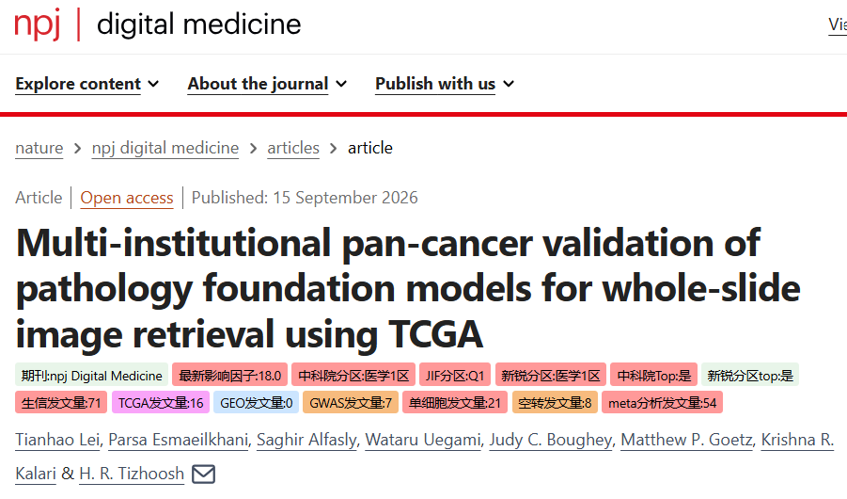 npj | digital medicine
Vie
Explore content About the journal Publish with us
nature > npj digital medicine > articles > article
Article | Open access | Published: 15 September 2026
Multi-institutional pan-cancer validation of
pathology foundation models for whole-slide
image retrieval using TCGA
期刊:npj Digital Medicine 最新影响因子:18.0 中科院分区:医学1区 JIF分区:Q1 新锐分区:医学1区 中科院Top:是 新锐分区top:是
生信发文量:71 TCGA发文量:16 GEO发文量:0 GWAS发文量:7 单细胞发文量:21 空转发文量:8 meta分析发文量:54
Tianhao Lei, Parsa Esmaeilkhani, Saghir Alfasly, Wataru Uegami, Judy C. Boughey, Matthew P. Goetz, Krishna R.
Kalari & H. R. Tizhoosh